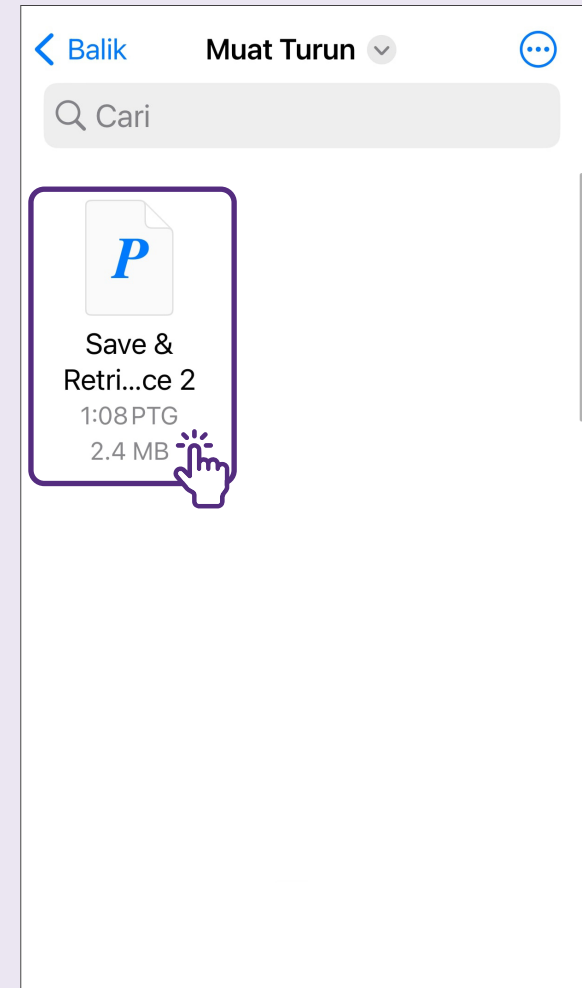 Balik
Muat Turun
Cari
P
Save &
Retri...ce 2
1:08 PTG
2.4 MB